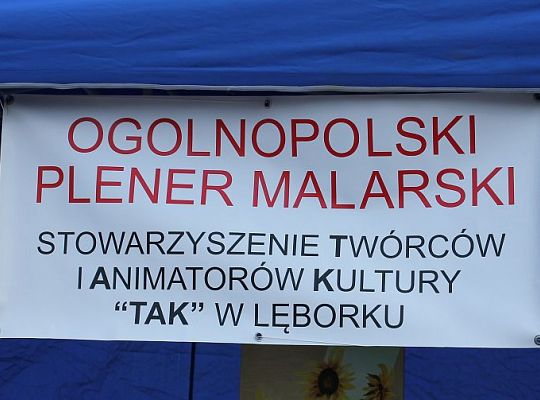 OGOLNOPOLSKI
PLENER MALARSKI
STOWARZYSZENIE TWÓRCÓW
I ANIMATORÓW KULTURY
“TAK” W LĘBORKU